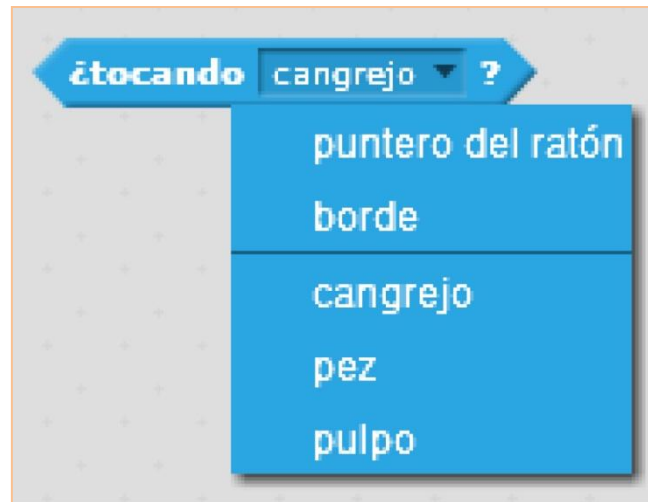 ¿tocando cangrejo ?
puntero del ratón
borde
cangrejo
pez
pulpo